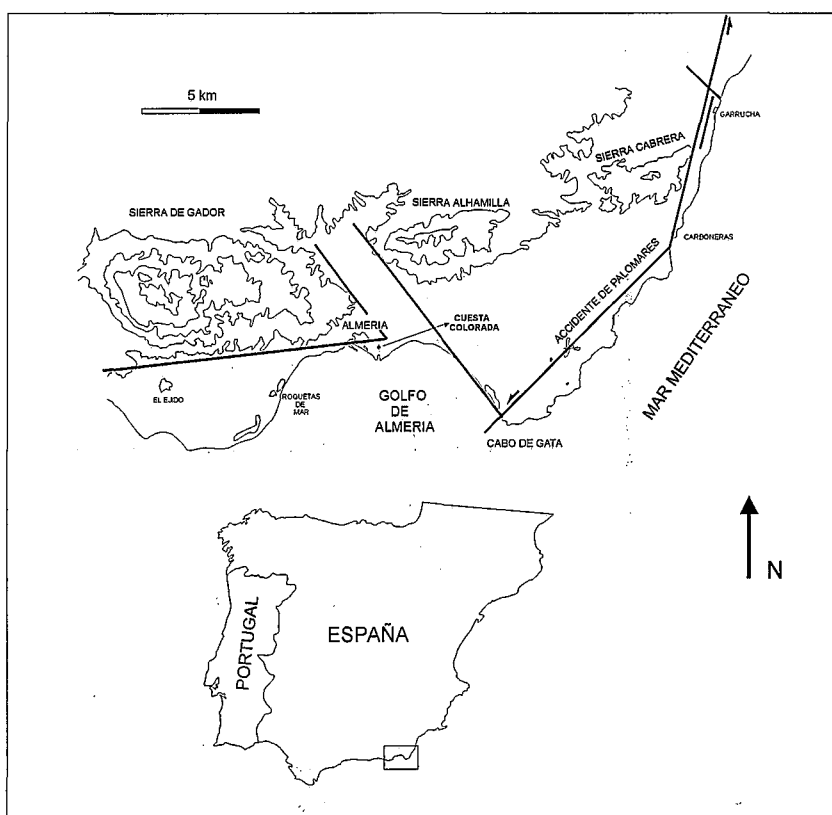 5 km
GARRUCHA
SIERRA CABRERA
SIERRA DE GADOR
SIERRA ALHAMILLA
CARBONERAS
ACCIDENTE DE PALOMARES
CUESTA
COLORADA
ALMERIA
MAR MEDITERRANEO
EL EJIDO
ROQUETAS
DE
MAR
GOLFO
DE
ALMERIA
CABO DE GATA
N
PORTUGAL
ESPAÑA